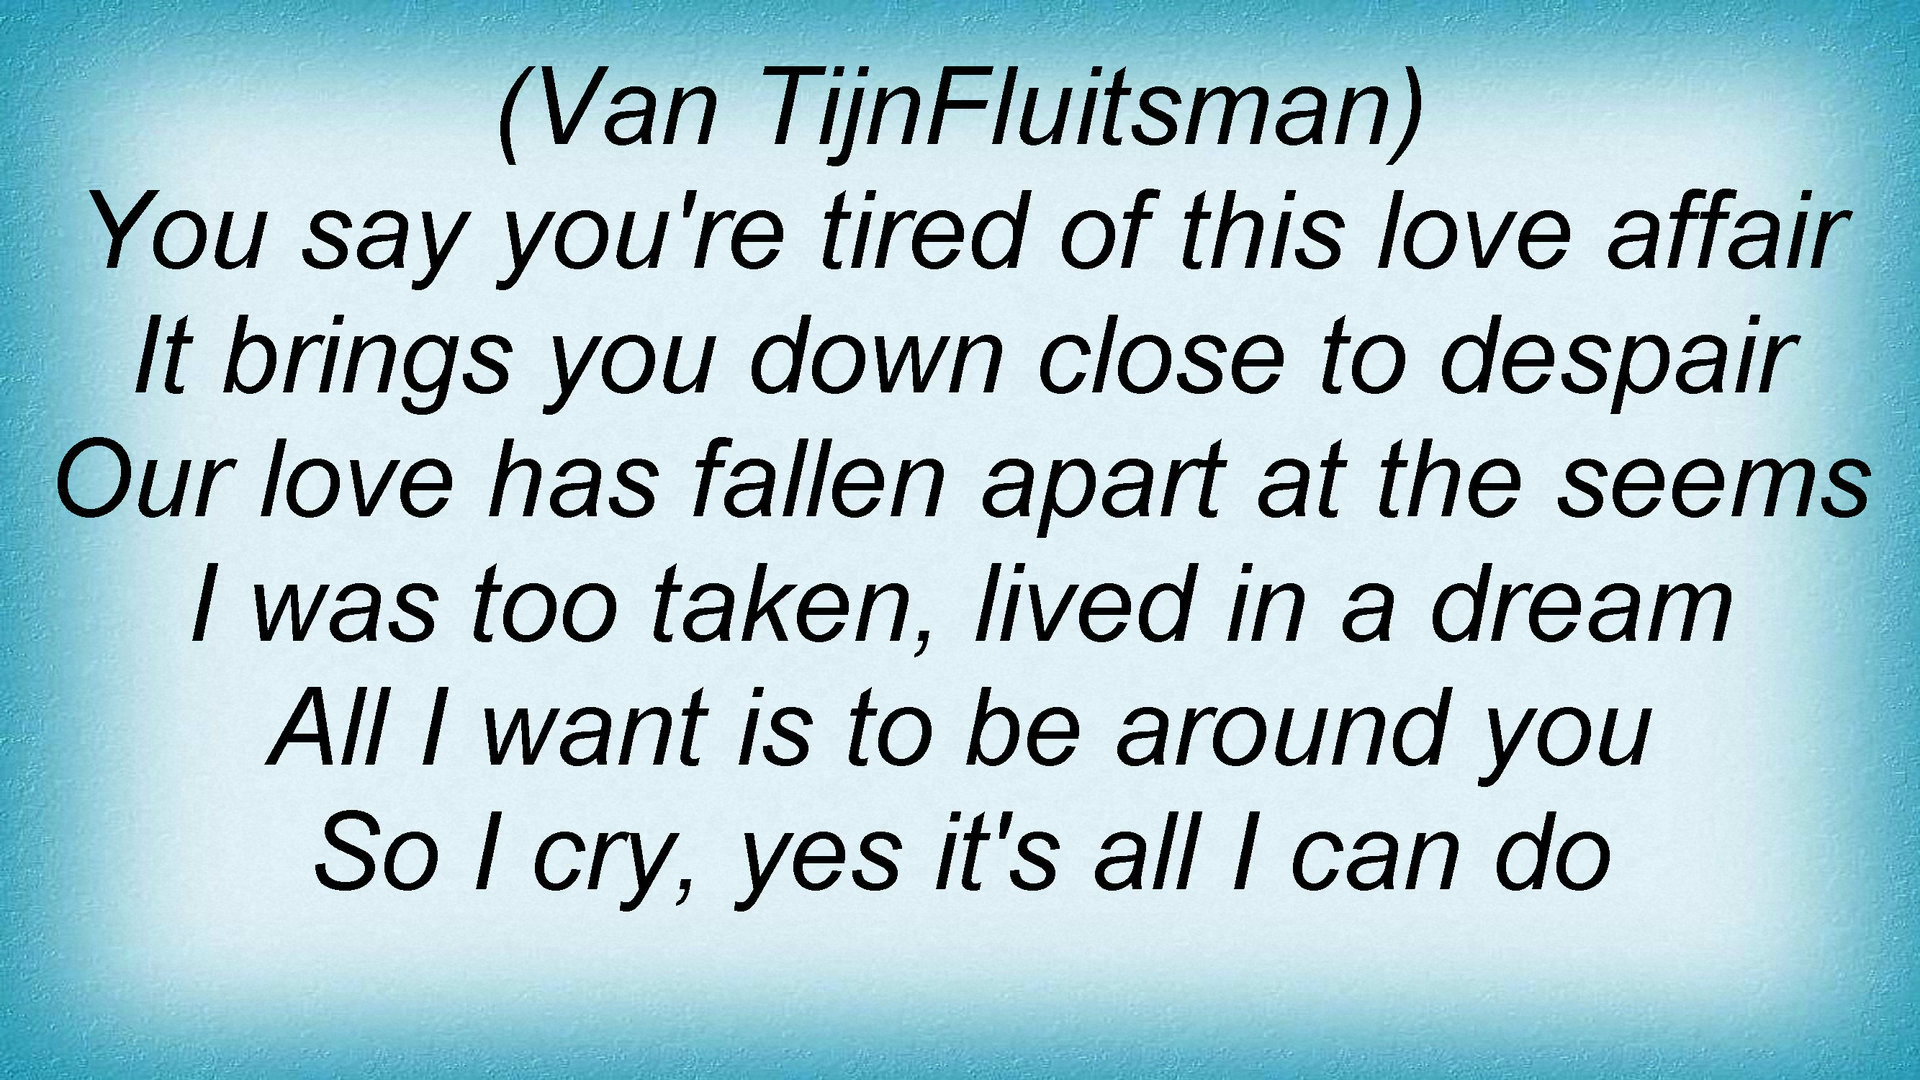 (Van TijnFluitsman)
You say you're tired of this love affair
It brings you down close to despair
Our love has fallen apart at the seems
I was too taken, lived in a dream
All I want is to be around you
So I cry, yes it's all I can do